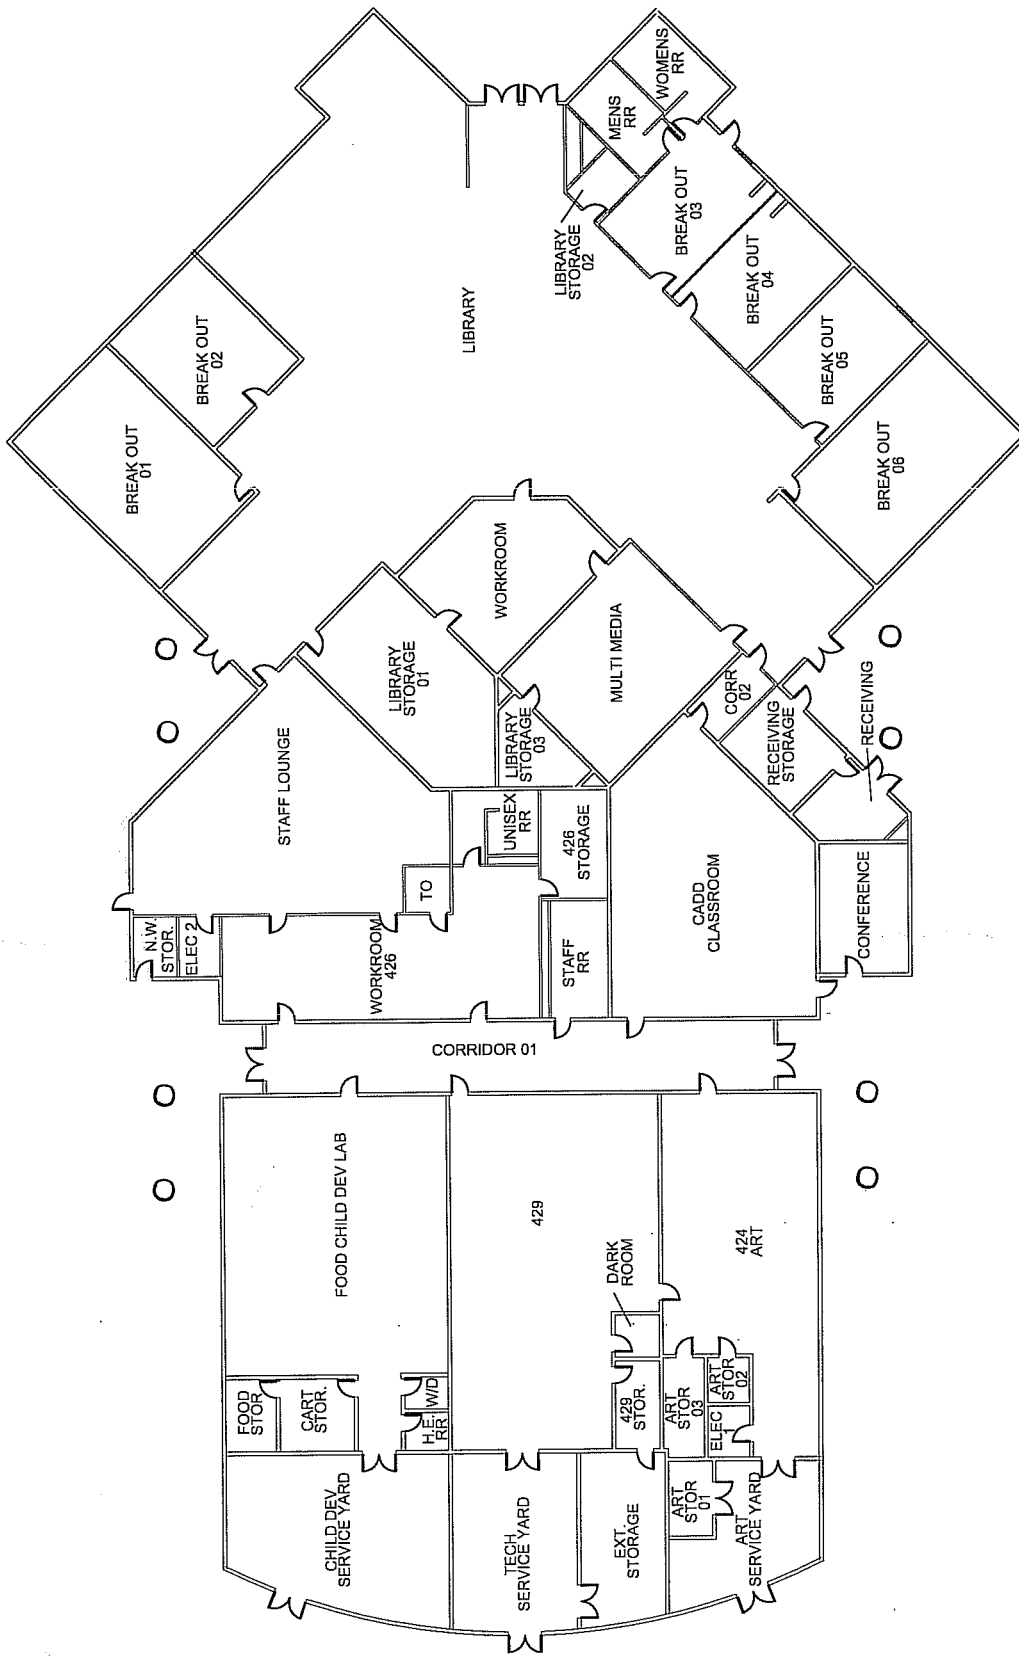 WOMENS
RR
MENS
RR
BREAK OUT
03
LIBRARY
STORAGE
02
BREAK OUT
04
LIBRARY
BREAK OUT
02
BREAK OUT
05
BREAK OUT
01
BREAK OUT
06
WORKROOM
MULTI MEDIA
LIBRARY
STORAGE
01
CORR
02
LIBRARY
STORAGE
03
RECEIVING
RECEIVING
STORAGE
STAFF LOUNGE
UNISEX
RR
426
STORAGE
TO
CADD
CLASSROOM
CONFERENCE
N.W.
STOR.
ELEC 2
WORKROOM
426
STAFF
RR
CORRIDOR 01
FOOD CHILD DEV LAB
429
424
ART
DARK
ROOM
FOOD
STOR
CART
STOR.
W/D
H.E.
RR
429
STOR.
ART
STOR
03
ART
STOR
02
ELEC
1
CHILD DEV
SERVICE YARD
TECH
SERVICE YARD
EXT.
STORAGE
ART
STOR
01
ART
SERVICE YARD